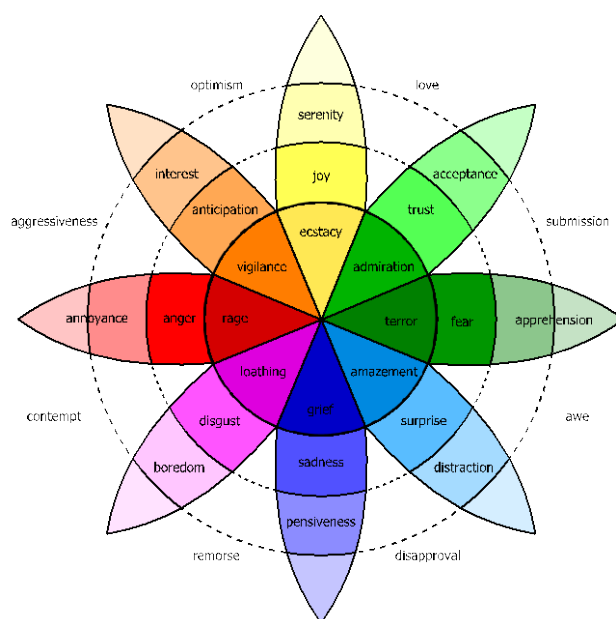 optimism
love
serenity
interest
joy
acceptance
anticipation
trust
aggressiveness
submission
ecstacy
vigilance
admiration
annoyance
anger
rage
terror
fear
apprehension
loathing
amazement
contempt
disgust
grief
surprise
awe
boredom
sadness
distraction
pensiveness
remorse
disapproval